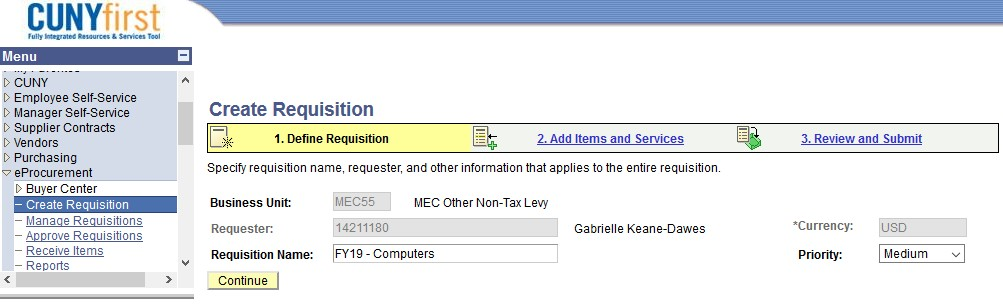 CUNYfirst
Fully Integrated Resources & Services Tool
Menu
My Favorites
CUNY
Employee Self-Service
Manager Self-Service
Supplier Contracts
Vendors
Purchasing
eProcurement
Buyer Center
Create Requisition
Manage Requisitions
Approve Requisitions
Receive Items
Reports
Create Requisition
1. Define Requisition 2. Add Items and Services 3. Review and Submit
Specify requisition name, requester, and other information that applies to the entire requisition.
Business Unit: MEC55 MEC Other Non-Tax Levy
Requester: 14211180 Gabrielle Keane-Dawes *Currency: USD
Requisition Name: FY19 - Computers Priority: Medium
Continue